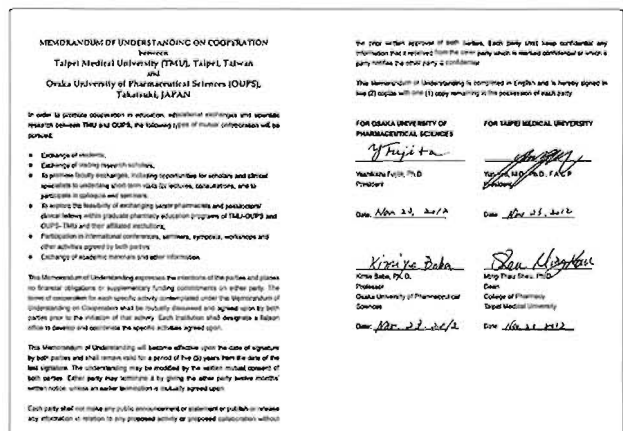 MEMORANDUM OF UNDERSTANDING ON COOPERATION
between
Taipei Medical University (TMU), Taipei, Taiwan
and
Osaka University of Pharmaceutical Sciences (OUPS),
Takatsuki, JAPAN
In order to promote cooperation in education, educational exchanges and scientific
research between TMU and OUPS, the following types of mutual collaboration will be
pursued:
Exchange of students;
Exchange of visiting research scholars;
To promote faculty exchanges, including opportunities for scholars and clinical
specialists to undertake short-term visits for lectures, consultations, and to
participate in colloquia and seminars;
To explore the feasibility of exchanging senior pharmacists and postdoctoral/
clinical fellows within graduate pharmacy education programs of TMU-OUPS and
OUPS-TMU and their affiliated institutions;
Participation in international conferences, seminars, symposia, workshops and
other activities agreed by both parties
Exchange of academic materials and other information.
This Memorandum of Understanding expresses the intentions of the parties and places
no financial obligations or supplementary funding commitments on either party. The
terms of cooperation for each specific activity contemplated under the Memorandum of
Understanding on Cooperation shall be mutually discussed and agreed upon by both
parties prior to the initiation of that activity. Each institution shall designate a liaison
office to develop and coordinate the specific activities agreed upon.
This Memorandum of Understanding will become effective upon the date of signature
by both parties and shall remain valid for a period of five (5) years from the date of the
last signature. The understanding may be modified by the written mutual consent of
both parties. Either party may terminate it by giving the other party twelve months'
written notice, unless an earlier termination is mutually agreed upon.
Each party shall not make any public announcement or statement or publish or release
any information in relation to any proposed activity or proposed collaboration without
the prior written approval of both parties. Each party shall keep confidential any
information that it received from the other party which is marked confidential or which a
party notifies the other party is confidential
This Memorandum of Understanding is completed in English and is hereby signed in
two (2) copies with one (1) copy remaining in the possession of each party
FOR OSAKA UNIVERSITY OF
PHARMACEUTICAL SCIENCES
Y Fujita
Ph.D
President
Date: Nov 22, 2012
Kimiye Baba
Kimie Baba, Ph. D.
Professor
Osaka University of Pharmaceutical
Sciences
Date: Nov. 22. 2012
FOR TAIPEI MEDICAL UNIVERSITY
Yun Yen, M.D., Ph.D., F.A.C.P.
President
Date: Nov 23, 2012
Ming-Thau Sheu, Ph.D.
Dean
College of Pharmacy
Taipei Medical University
Date: Nov 22 2012